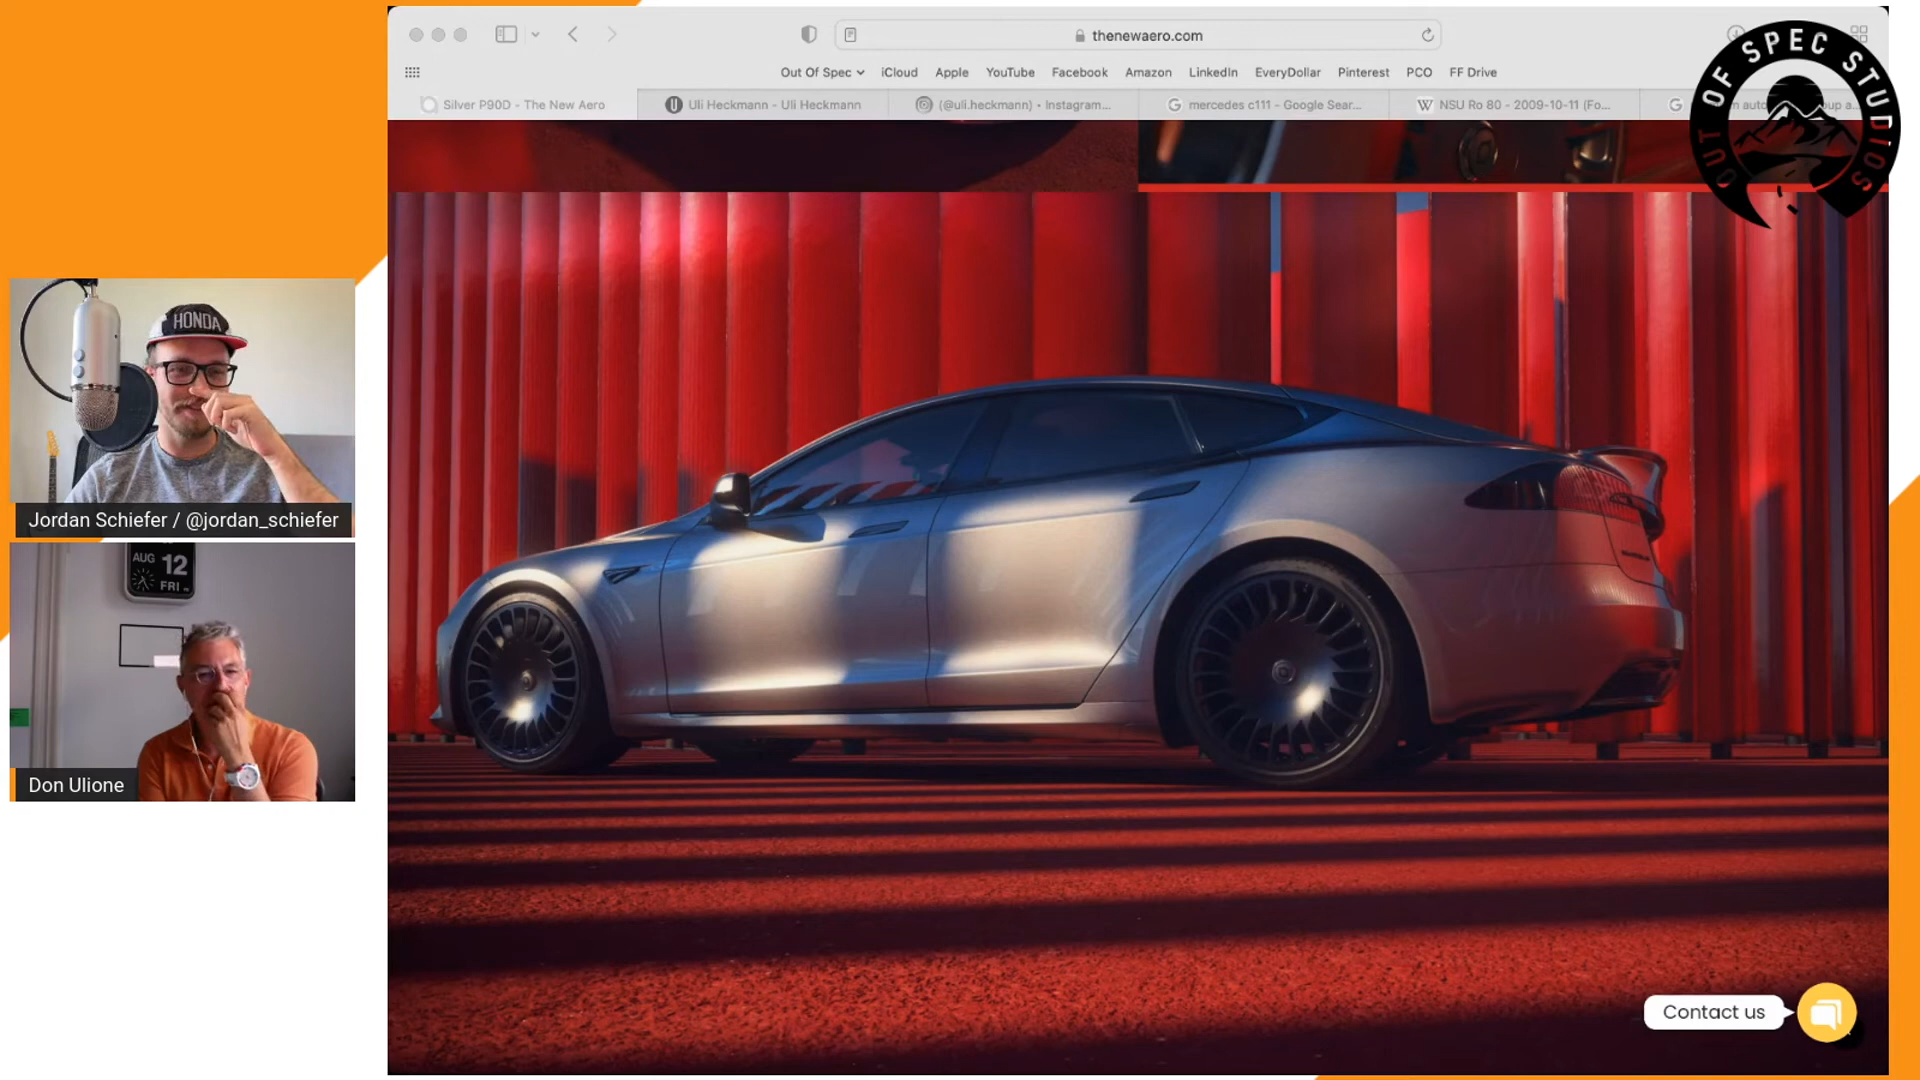 thenewaero.com
Out Of Spec iCloud Apple YouTube Facebook Amazon LinkedIn EveryDollar Pinterest PCO FF Drive
Silver P90D - The New Aero
Uli Heckmann - Uli Heckmann
(@uli.heckmann) • Instagram...
mercedes c111 - Google Sear...
NSU Ro 80 - 2009-10-11 (Fo...
OUT OF SPEC STUDIOS
HONDA
Jordan Schiefer / @jordan_schiefer
AUG 12
FRI
Don Ulione
Contact us